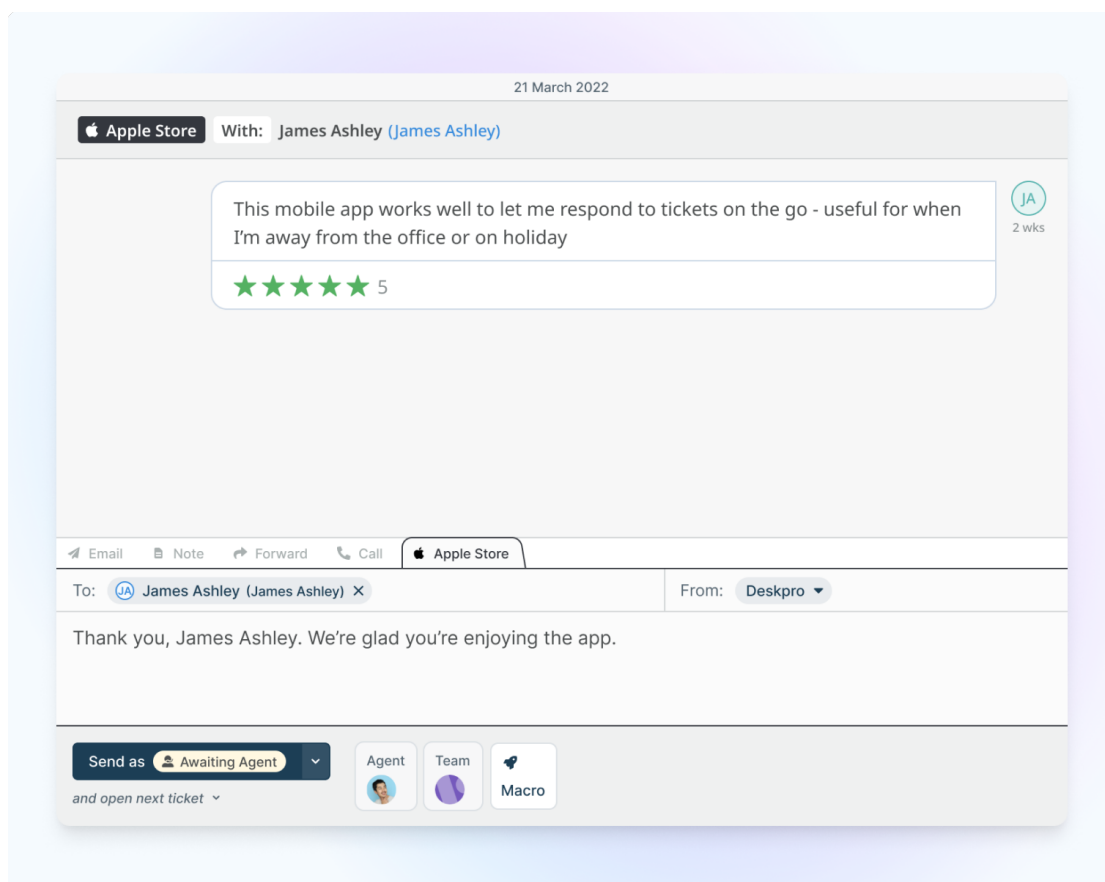 21 March 2022
Apple Store With: James Ashley (James Ashley)
This mobile app works well to let me respond to tickets on the go - useful for when
I’m away from the office or on holiday
JA
2 wks
5
Email Note Forward Call Apple Store
To: JA James Ashley (James Ashley) From: Deskpro
Thank you, James Ashley. We’re glad you’re enjoying the app.
Send as Awaiting Agent Agent Team
and open next ticket Macro